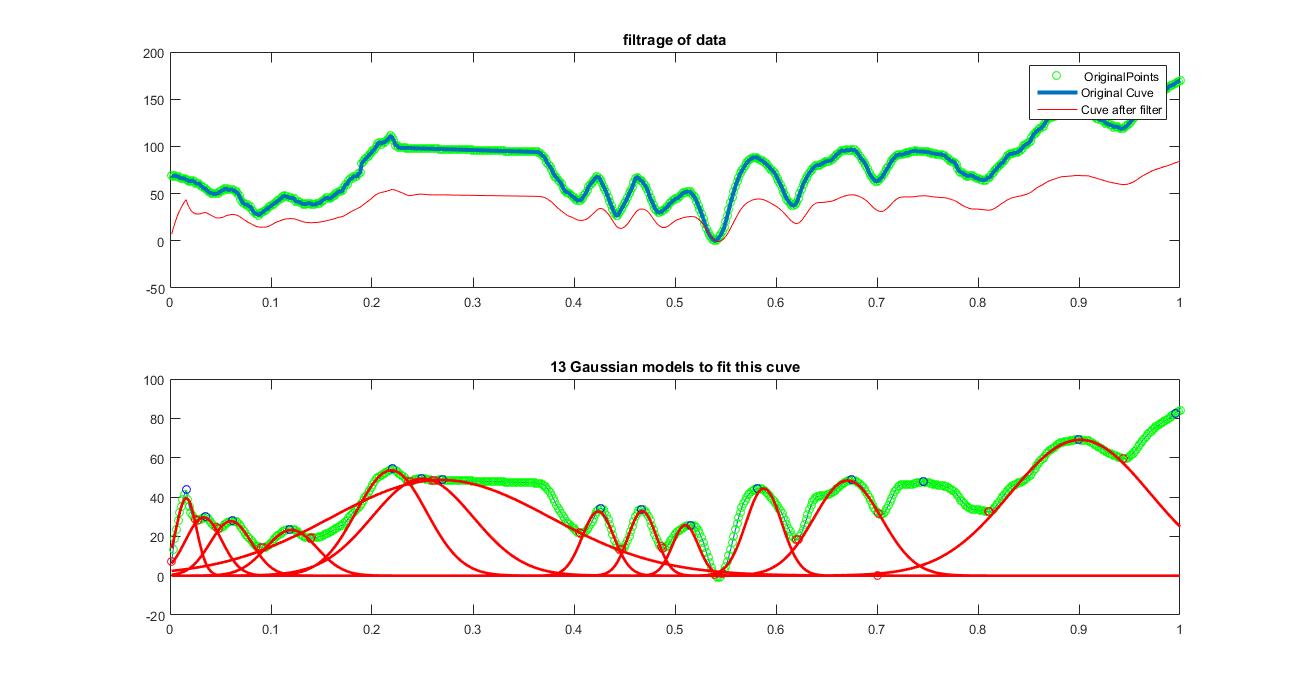 filtrage of data
200
150
100
50
0
-50
0 0.1 0.2 0.3 0.4 0.5 0.6 0.7 0.8 0.9 1
OriginalPoints
Original Cuve
Cuve after filter
13 Gaussian models to fit this cuve
100
80
60
40
20
0
-20
0 0.1 0.2 0.3 0.4 0.5 0.6 0.7 0.8 0.9 1